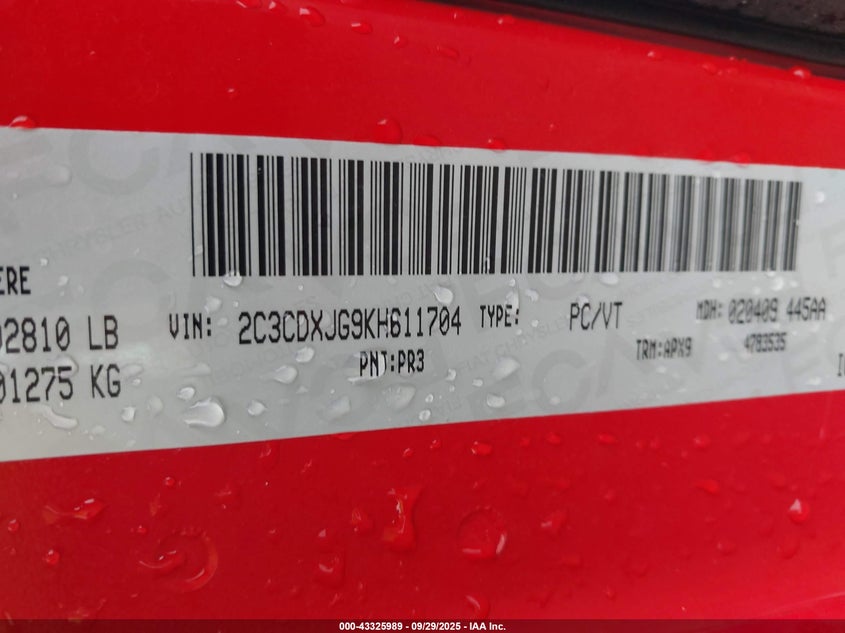 ERE
02810 LB
01275 KG
VIN: 2C3CDXJG9KH611704 TYPE: PC/VT MDH: 020409 445AA
PNT:PR3 TRM:APX9 4783535
000-43325989 - 09/29/2025 - IAA Inc.